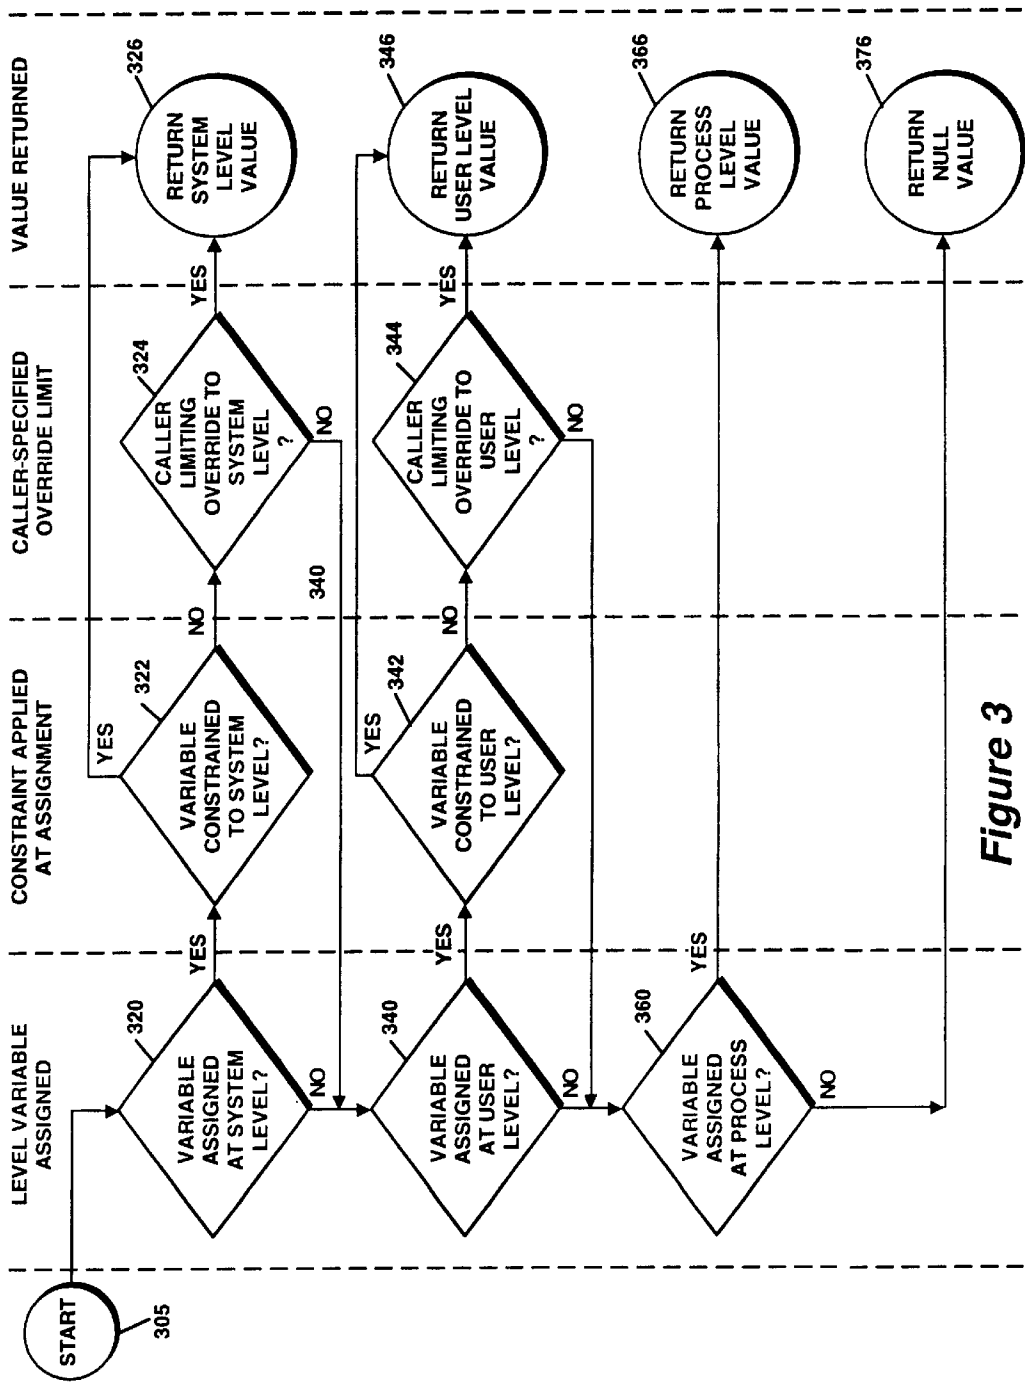 LEVEL VARIABLE
ASSIGNED
CONSTRAINT APPLIED
AT ASSIGNMENT
CALLER-SPECIFIED
OVERRIDE LIMIT
VALUE RETURNED
START
305
VARIABLE
ASSIGNED
AT SYSTEM
LEVEL?
320
YES
NO
VARIABLE
CONSTRAINED
TO SYSTEM
LEVEL?
322
YES
NO
CALLER
LIMITING
OVERRIDE TO
SYSTEM
LEVEL
?
324
YES
NO
340
RETURN
SYSTEM
LEVEL
VALUE
326
VARIABLE
ASSIGNED
AT USER
LEVEL?
340
YES
NO
VARIABLE
CONSTRAINED
TO USER
LEVEL?
342
YES
NO
CALLER
LIMITING
OVERRIDE TO
USER
LEVEL
?
344
YES
NO
RETURN
USER LEVEL
VALUE
346
VARIABLE
ASSIGNED
AT PROCESS
LEVEL?
360
YES
NO
RETURN
PROCESS
LEVEL
VALUE
366
RETURN
NULL
VALUE
376
Figure 3